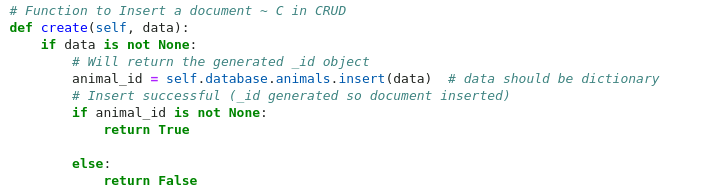 # Function to Insert a document ~ C in CRUD
def create(self, data):
    if data is not None:
        # Will return the generated _id object
        animal_id = self.database.animals.insert(data)  # data should be dictionary
        # Insert successful (_id generated so document inserted)
        if animal_id is not None:
            return True

        else:
            return False